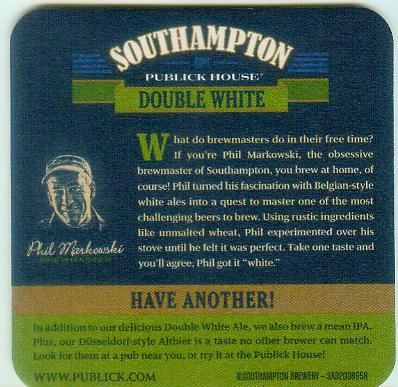 SOUTHAMPTON
PUBLICK HOUSE
DOUBLE WHITE
What do brewmasters do in their free time?
If you're Phil Markowski, the obsessive
brewmaster of Southampton, you brew at home, of
course! Phil turned his fascination with Belgian-style
white ales into a quest to master one of the most
challenging beers to brew. Using rustic ingredients
like unmalted wheat, Phil experimented over his
stove until he felt it was perfect. Take one taste and
you'll agree, Phil got it "white."
Phil Markowski
BREWMASTER
HAVE ANOTHER!
In addition to our delicious Double White Ale, we also brew a mean IPA.
Plus, our Düsseldorf-style Altbier is a taste no other brewer can match.
Look for them at a pub near you, or try it at the Publick House!
WWW.PUBLICK.COM
©SOUTHAMPTON BREWERY – SAD2008858